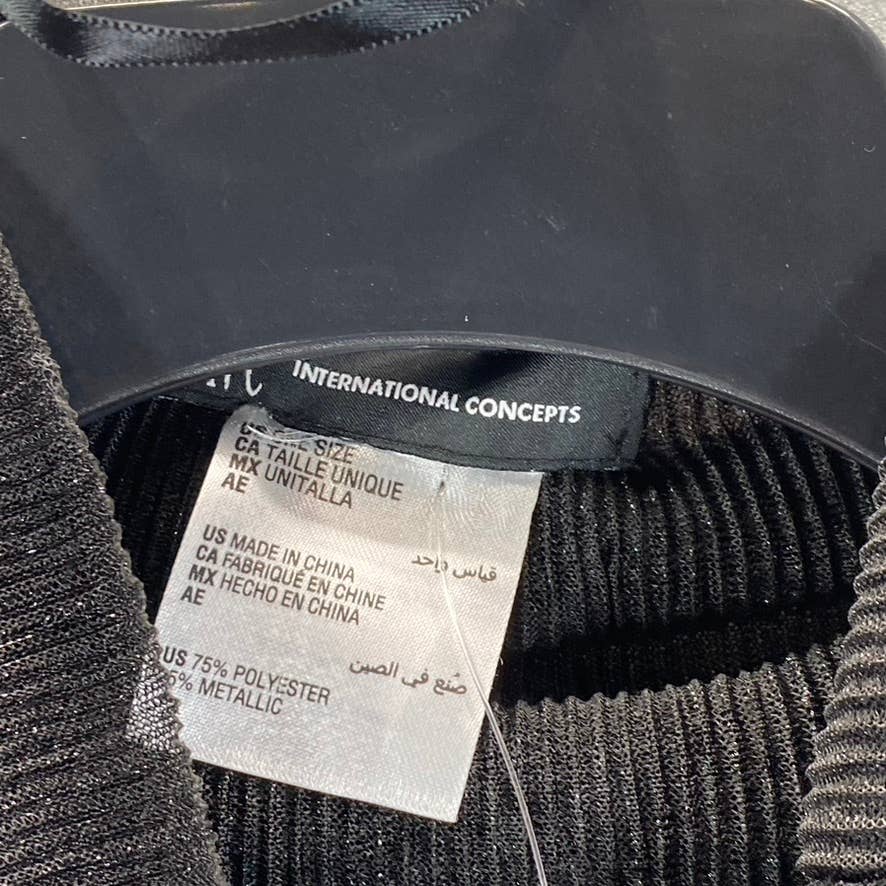 INTERNATIONAL CONCEPTS
SIZE
CA TAILLE UNIQUE
MX UNITALLA
AE
قياس واحد
US MADE IN CHINA
CA FABRIQUÉ EN CHINE
MX HECHO EN CHINA
AE
صُنع في الصين
US 75% POLYESTER
METALLIC